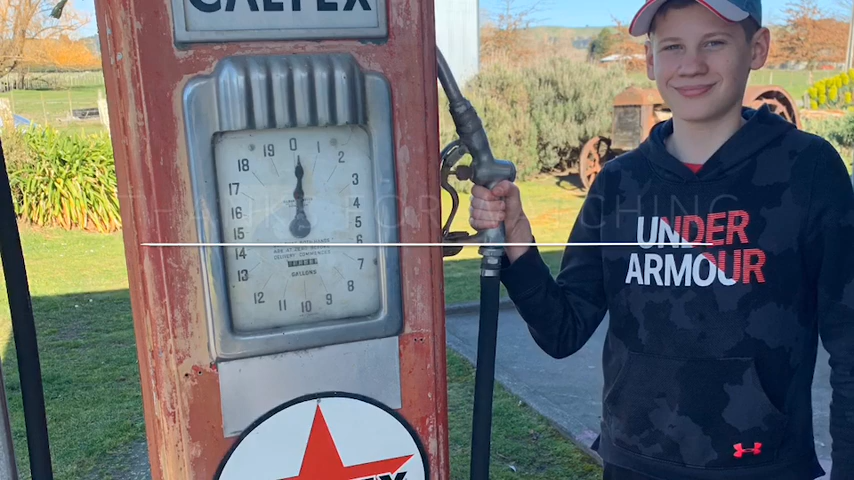 CALTEX
0
19 1
18 2
17 3
16 4
15 5
14 6
13 7
12 8
11 9
10
GALLONS
THANKS FOR WATCHING
UNDER
ARMOUR